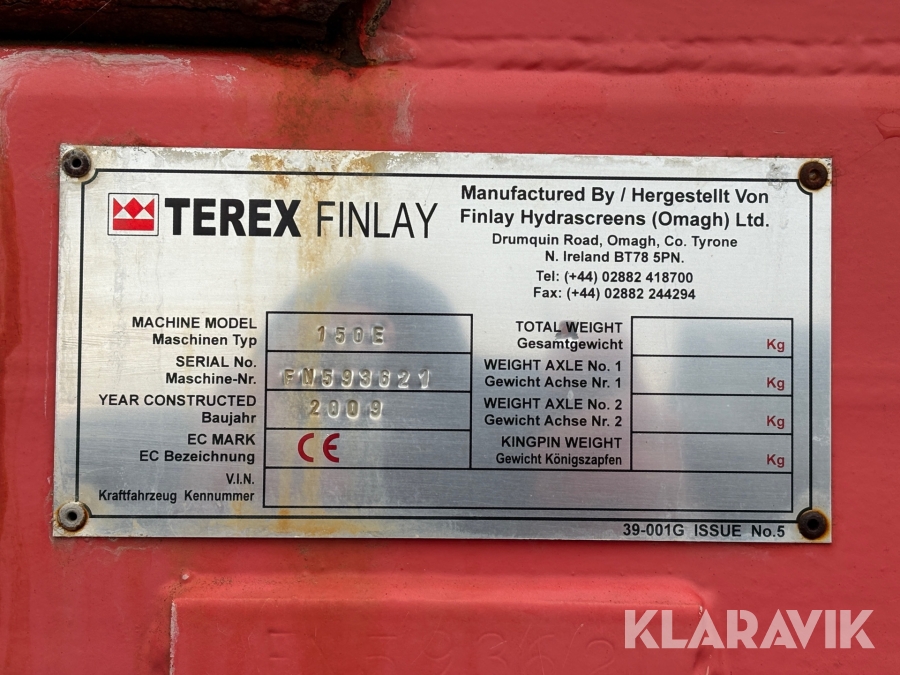 TEREX FINLAY
Manufactured By / Hergestellt Von
Finlay Hydrascreens (Omagh) Ltd.
Drumquin Road, Omagh, Co. Tyrone
N. Ireland BT78 5PN.
Tel: (+44) 02882 418700
Fax: (+44) 02882 244294
MACHINE MODEL
Maschinen Typ
150E
SERIAL No.
Maschine-Nr.
FN593621
YEAR CONSTRUCTED
Baujahr
2009
EC MARK
EC Bezeichnung
CE
V.I.N.
Kraftfahrzeug Kennummer
TOTAL WEIGHT
Gesamtgewicht
Kg
WEIGHT AXLE No. 1
Gewicht Achse Nr. 1
Kg
WEIGHT AXLE No. 2
Gewicht Achse Nr. 2
Kg
KINGPIN WEIGHT
Gewicht Königszapfen
Kg
39-001G ISSUE No.5
KLARAVIK